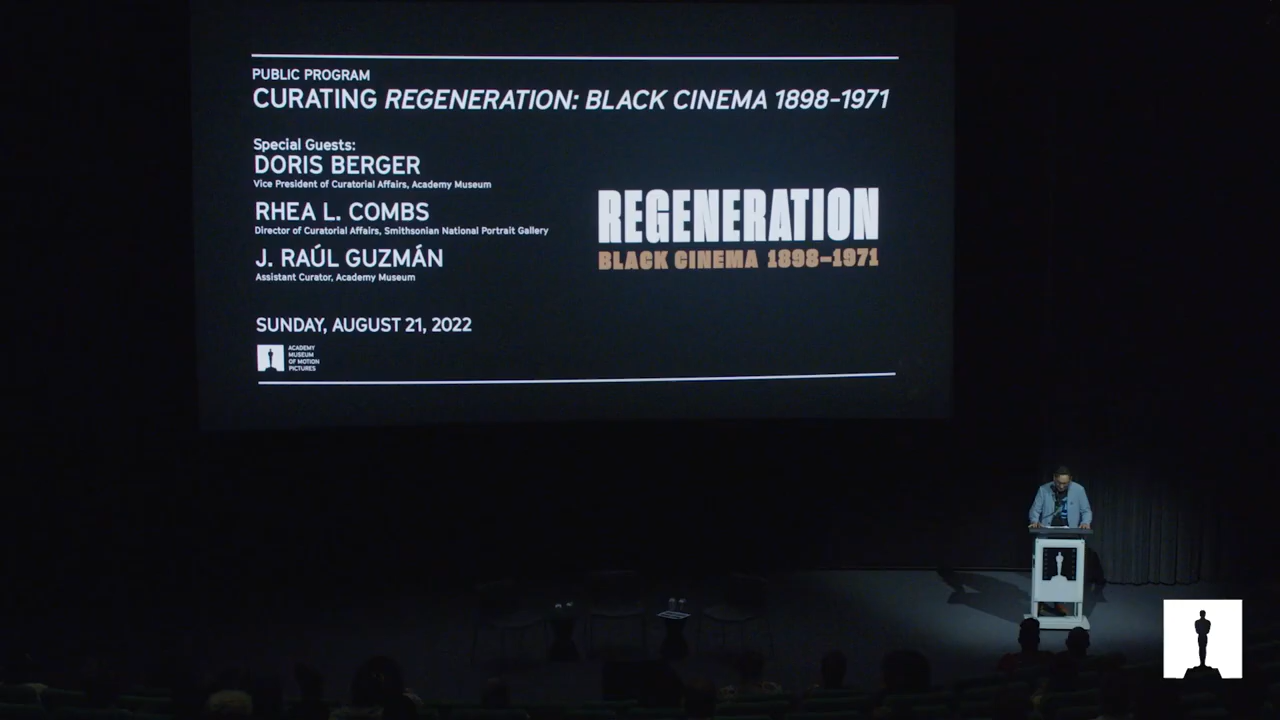 PUBLIC PROGRAM
CURATING REGENERATION: BLACK CINEMA 1898-1971
Special Guests:
DORIS BERGER
Vice President of Curatorial Affairs, Academy Museum
RHEA L. COMBS
Director of Curatorial Affairs, Smithsonian National Portrait Gallery
J. RAÚL GUZMÁN
Assistant Curator, Academy Museum
REGENERATION
BLACK CINEMA 1898-1971
SUNDAY, AUGUST 21, 2022
ACADEMY
MUSEUM
OF MOTION
PICTURES